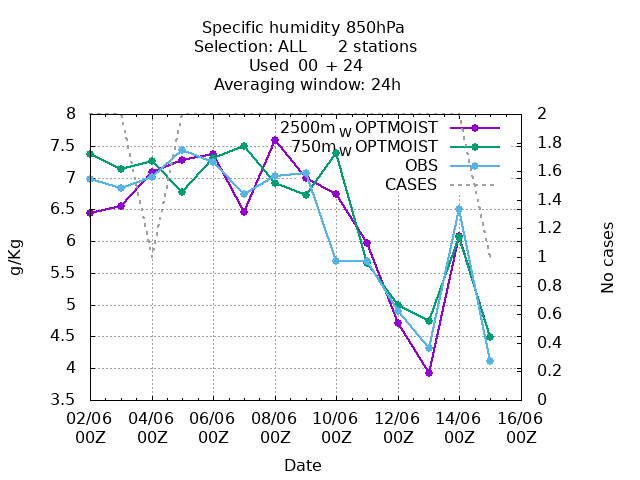 Specific humidity 850hPa
Selection: ALL 2 stations
Used 00 + 24
Averaging window: 24h
2500m W OPTMOIST
750m W OPTMOIST
OBS
CASES
g/Kg
8
7.5
7
6.5
6
5.5
5
4.5
4
3.5
No cases
2
1.8
1.6
1.4
1.2
1
0.8
0.6
0.4
0.2
0
02/06 04/06 06/06 08/06 10/06 12/06 14/06 16/06
00Z 00Z 00Z 00Z 00Z 00Z 00Z 00Z
Date